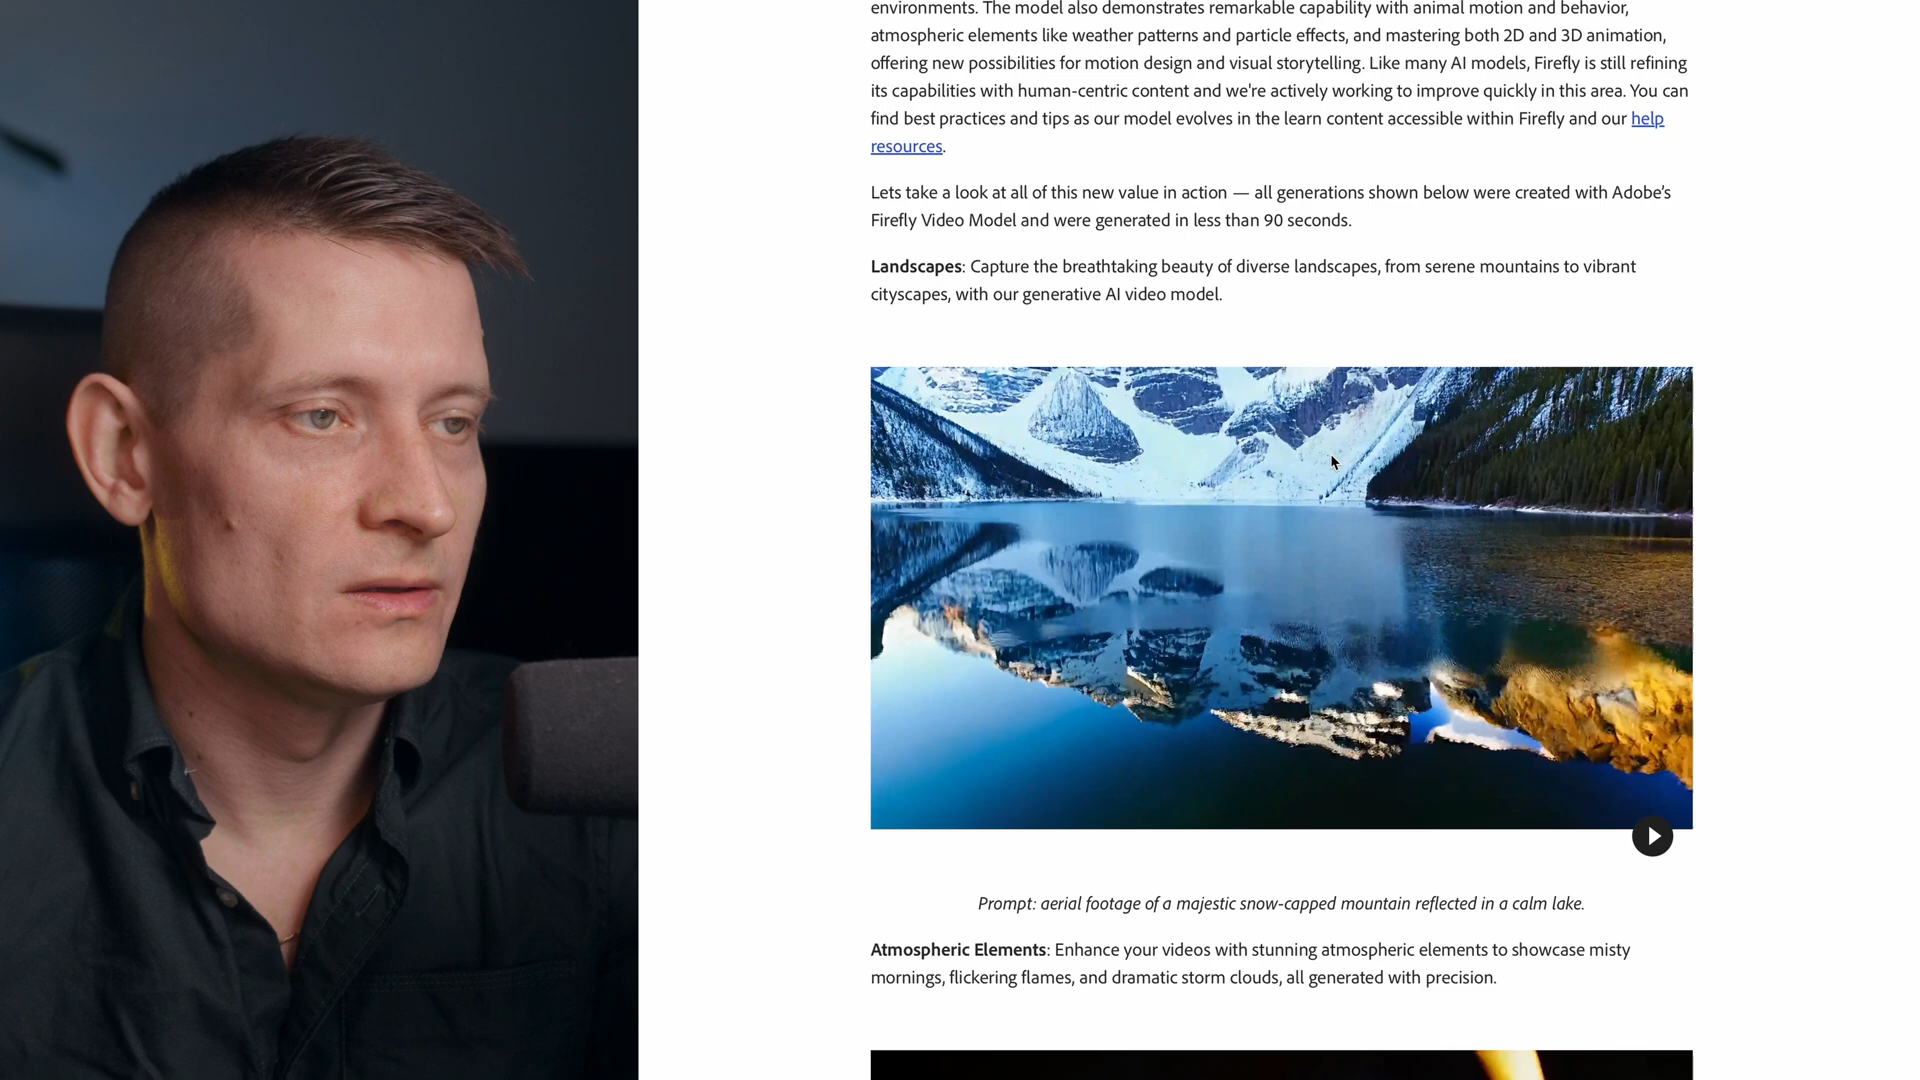 environments. The model also demonstrates remarkable capability with animal motion and behavior,
atmospheric elements like weather patterns and particle effects, and mastering both 2D and 3D animation,
offering new possibilities for motion design and visual storytelling. Like many AI models, Firefly is still refining
its capabilities with human-centric content and we're actively working to improve quickly in this area. You can
find best practices and tips as our model evolves in the learn content accessible within Firefly and our help
resources.
Lets take a look at all of this new value in action — all generations shown below were created with Adobe’s
Firefly Video Model and were generated in less than 90 seconds.
Landscapes: Capture the breathtaking beauty of diverse landscapes, from serene mountains to vibrant
cityscapes, with our generative AI video model.
Prompt: aerial footage of a majestic snow-capped mountain reflected in a calm lake.
Atmospheric Elements: Enhance your videos with stunning atmospheric elements to showcase misty
mornings, flickering flames, and dramatic storm clouds, all generated with precision.